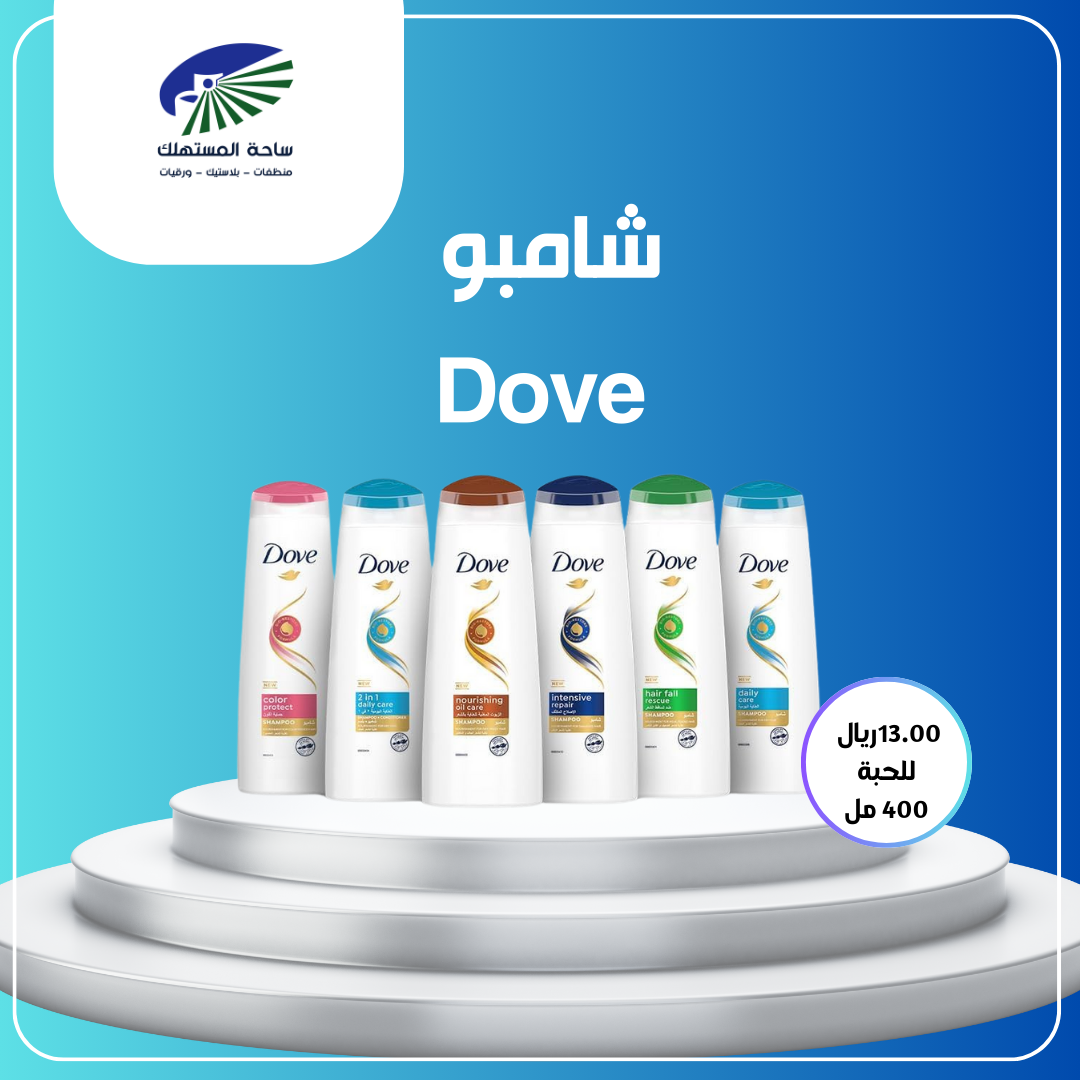 ساحة المستهلك
منظفات - بلاستيك - ورقيات
شامبو
Dove
Dove
color
protect
SHAMPOO
Dove
2 in 1
daily care
Dove
nourishing
oil care
SHAMPOO
Dove
intensive
repair
SHAMPOO
Dove
hair fall
rescue
SHAMPOO
Dove
daily
care
SHAMPOO
13.00ريال
للحبة
400 مل